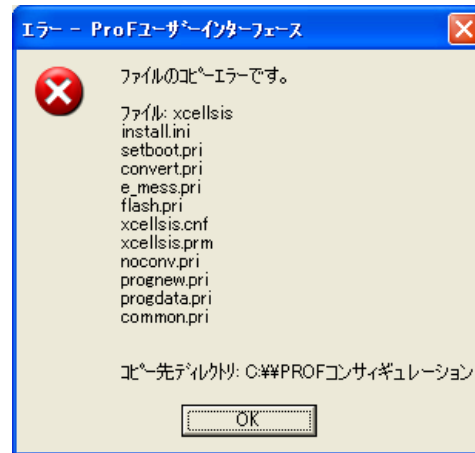 エラー - ProFユーザーインターフェース
ファイルのコピーエラーです。
ファイル: xcellsis
install.ini
setboot.pri
convert.pri
e_mess.pri
flash.pri
xcellsis.cnf
xcellsis.prm
noconv.pri
prognew.pri
progdata.pri
common.pri
コピー先ディレクトリ: C:¥¥PROFコンサィギュレーション
OK